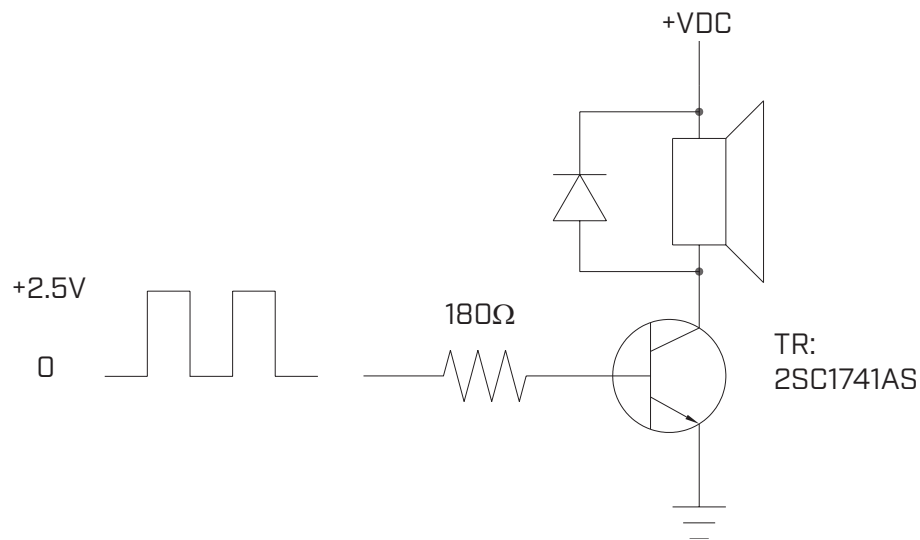 +VDC
+2.5V
0
180Ω
TR:
2SC1741AS